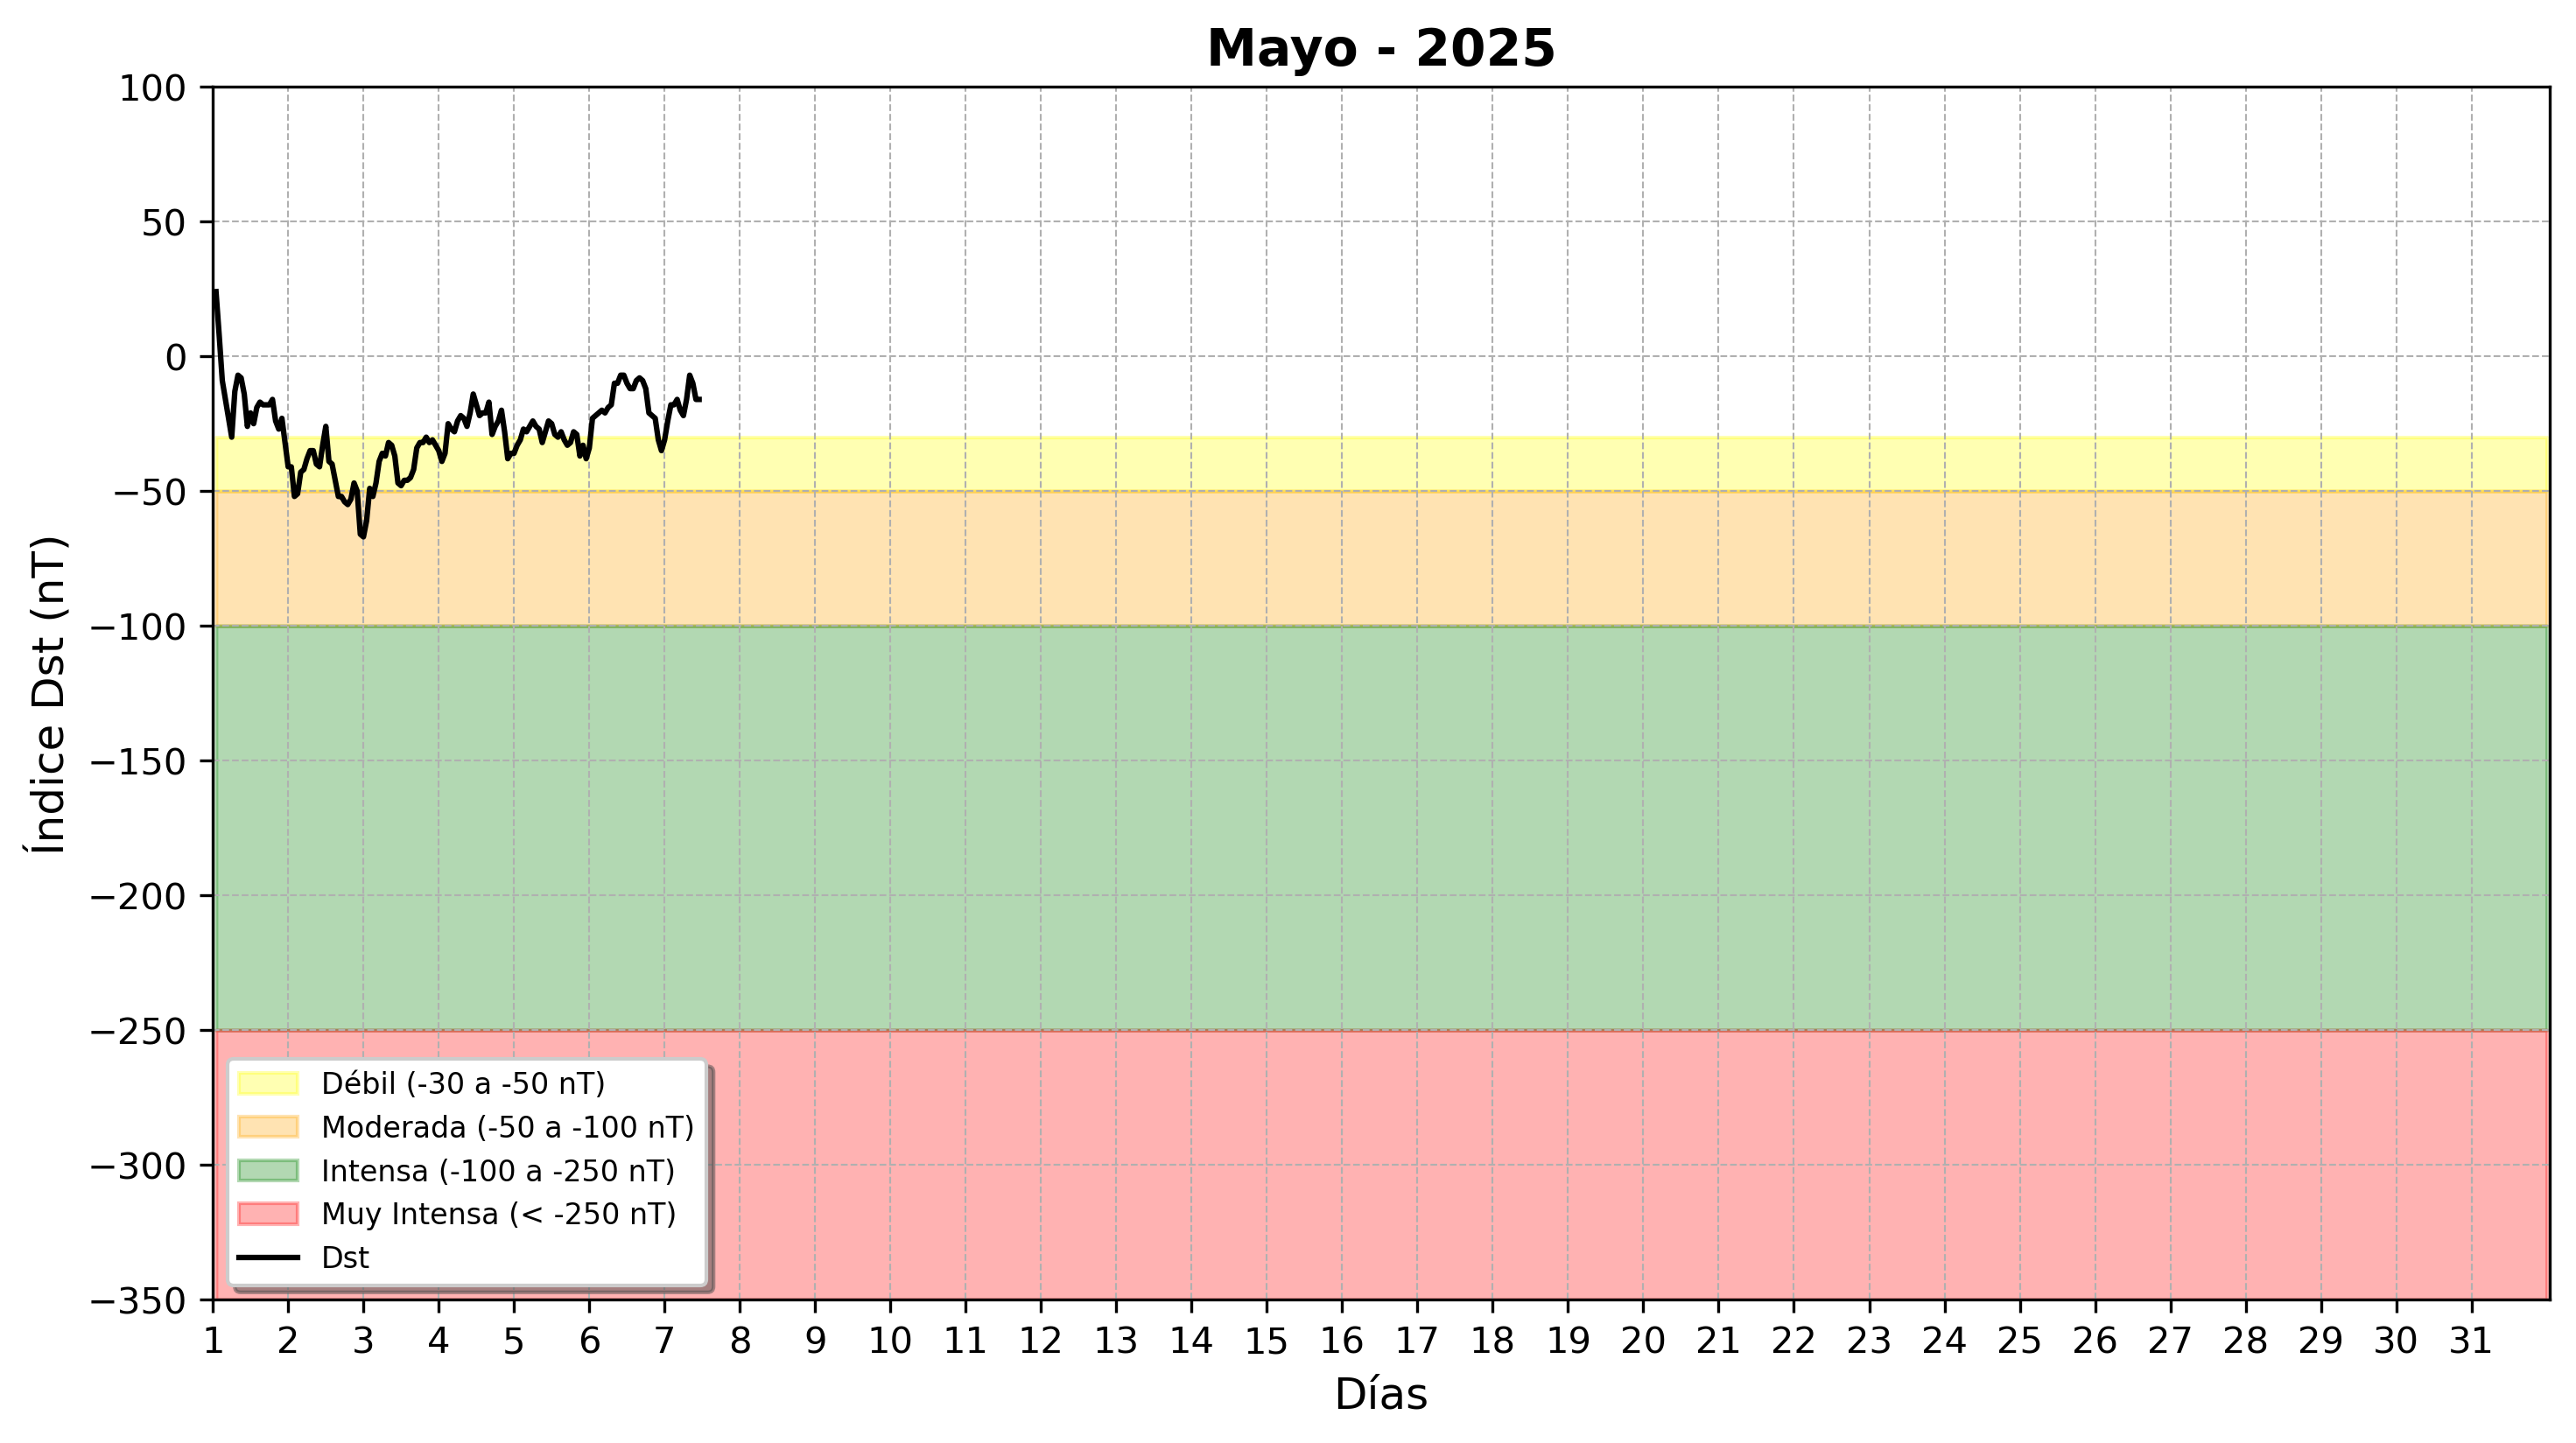 Mayo - 2025
100
50
0
−50
−100
−150
−200
−250
−300
−350
Índice Dst (nT)
Débil (-30 a -50 nT)
Moderada (-50 a -100 nT)
Intensa (-100 a -250 nT)
Muy Intensa (< -250 nT)
Dst
1 2 3 4 5 6 7 8 9 10 11 12 13 14 15 16 17 18 19 20 21 22 23 24 25 26 27 28 29 30 31
Días